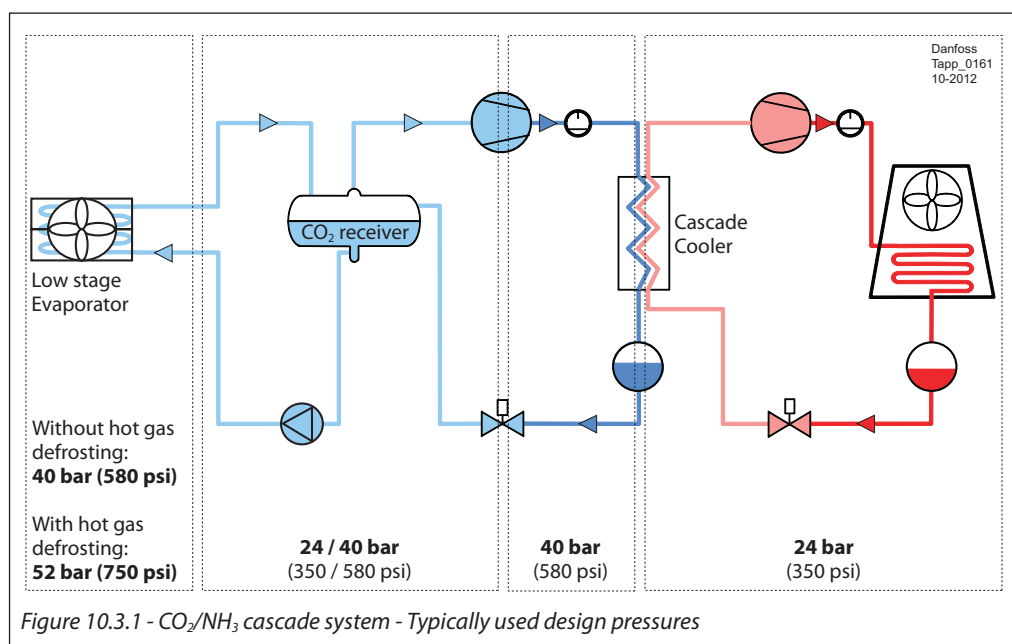 Danfoss
Tapp_0161
10-2012
CO₂ receiver
Cascade
Cooler
Low stage
Evaporator
Without hot gas
defrosting:
40 bar (580 psi)
With hot gas
defrosting:
52 bar (750 psi)
24 / 40 bar
(350 / 580 psi)
40 bar
(580 psi)
24 bar
(350 psi)
Figure 10.3.1 - CO₂/NH₃ cascade system - Typically used design pressures